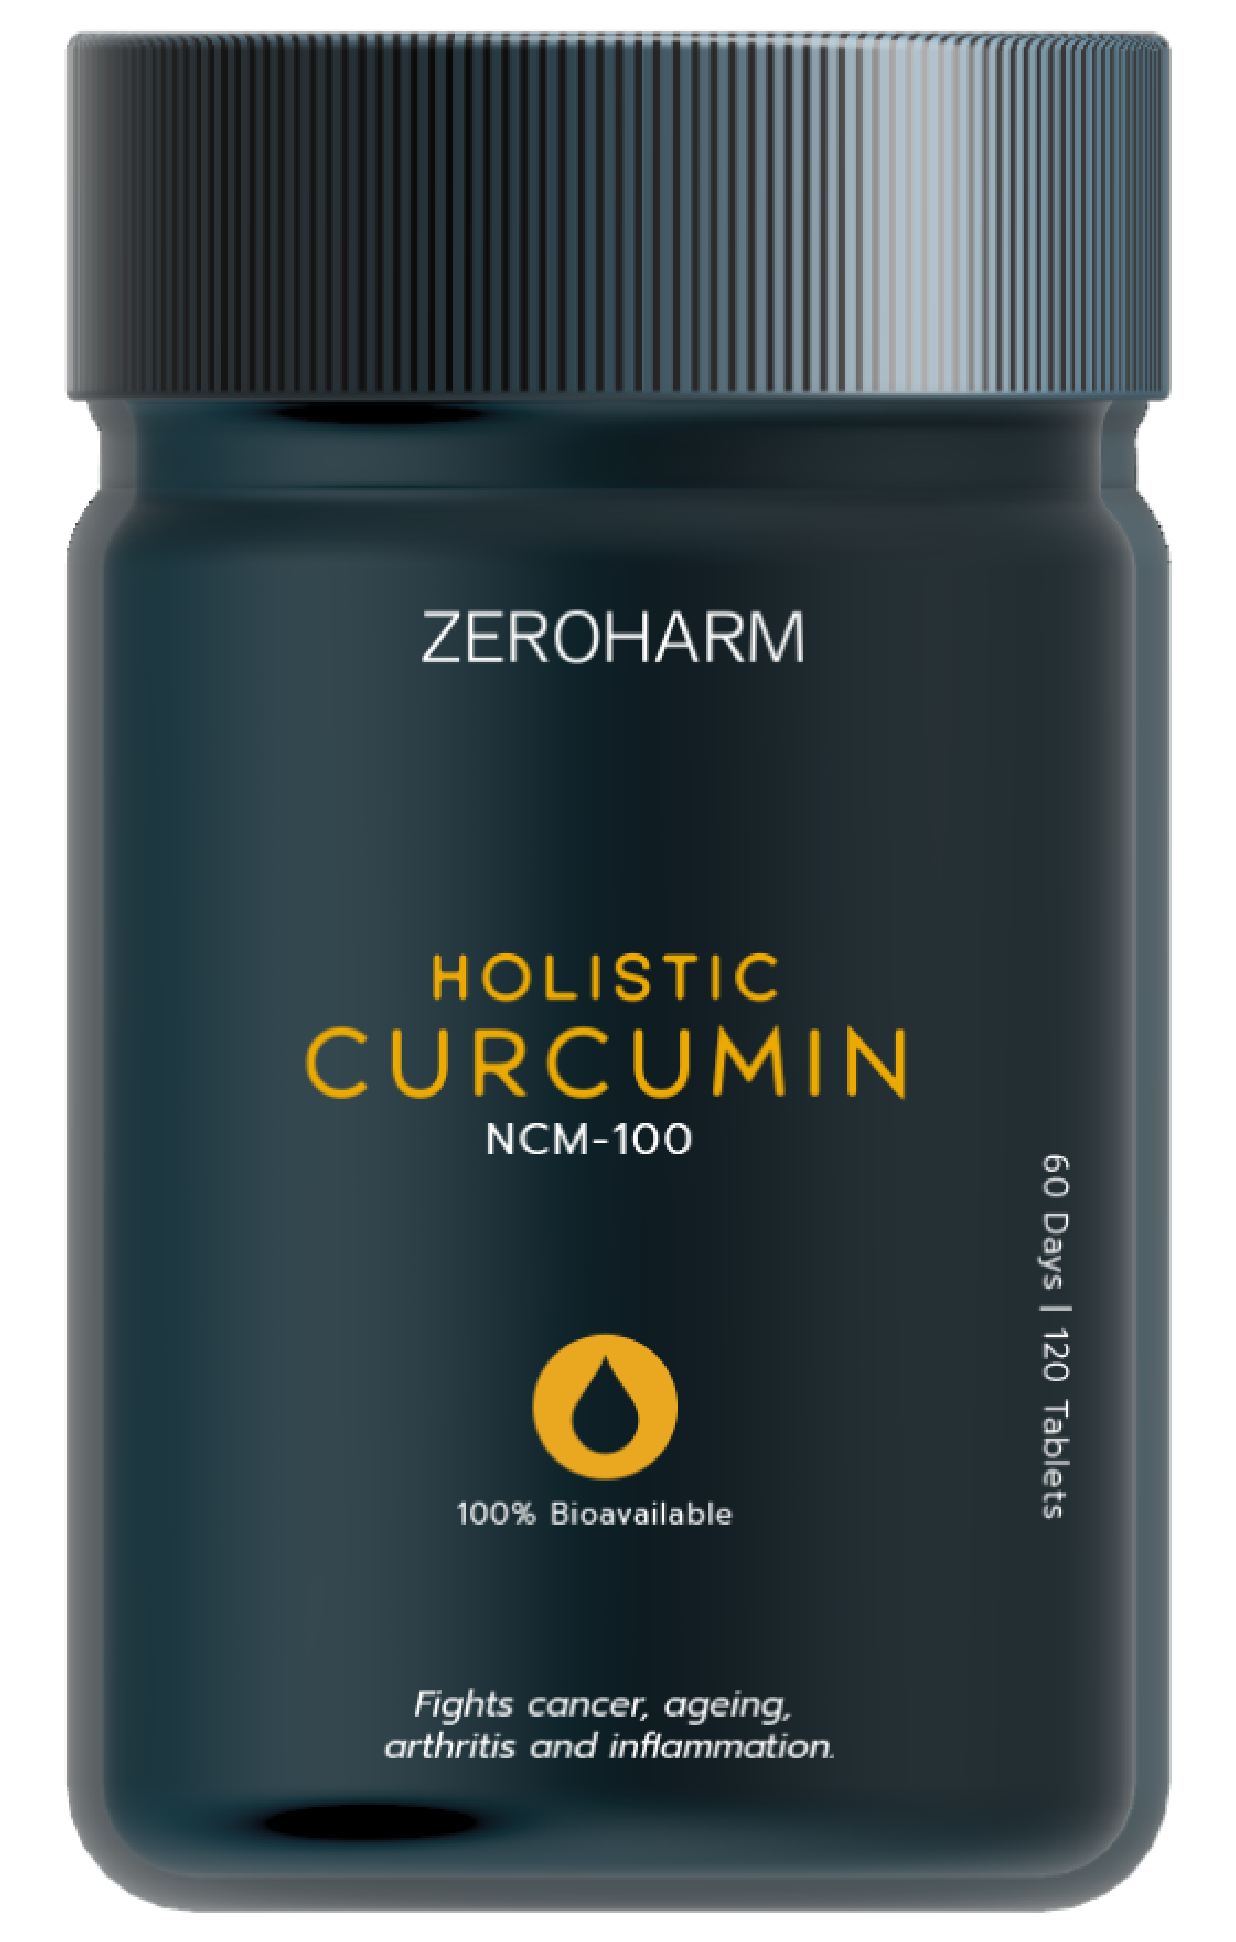 ZEROHARM
HOLISTIC
CURCUMIN
NCM-100
60 Days | 120 Tablets
100% Bioavailable
Fights cancer, ageing,
arthritis and inflammation.